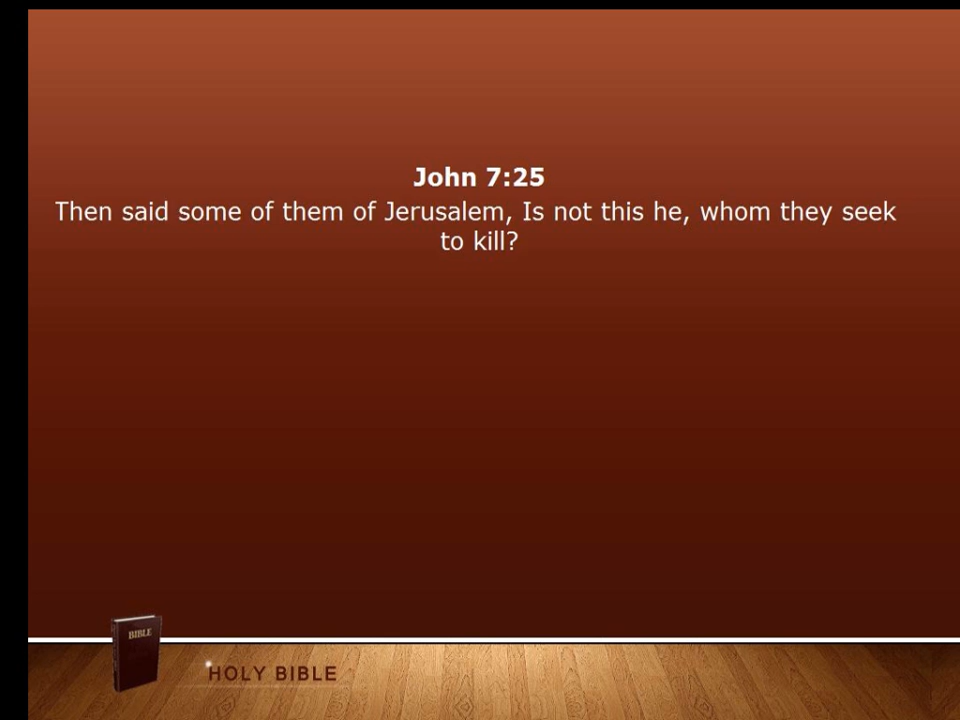 John 7:25
Then said some of them of Jerusalem, Is not this he, whom they seek
to kill?
BIBLE
HOLY BIBLE